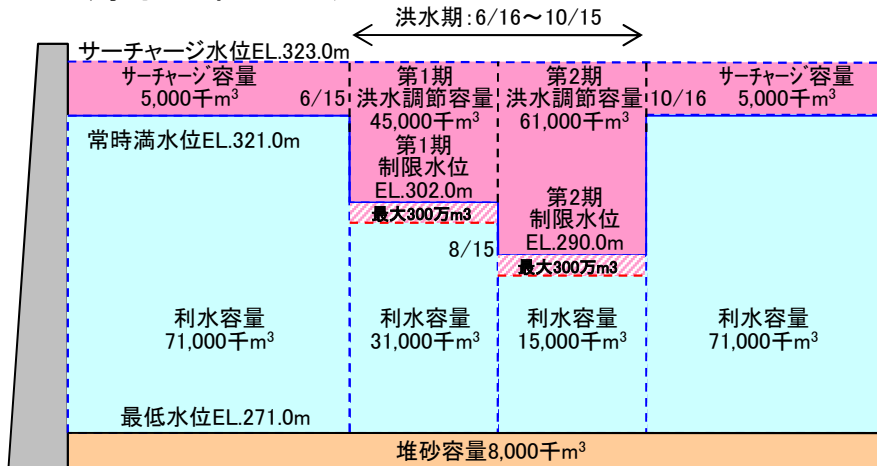 洪水期:6/16~10/15
サーチャージ水位EL.323.0m
サーチャージ容量
5,000千m³
6/15
第1期
洪水調節容量
45,000千m³
第1期
制限水位
EL.302.0m
最大300万m3
8/15
第2期
洪水調節容量
61,000千m³
第2期
制限水位
EL.290.0m
最大300万m3
10/16
サーチャージ容量
5,000千m³
常時満水位EL.321.0m
利水容量
71,000千m³
利水容量
31,000千m³
利水容量
15,000千m³
利水容量
71,000千m³
最低水位EL.271.0m
堆砂容量8,000千m³